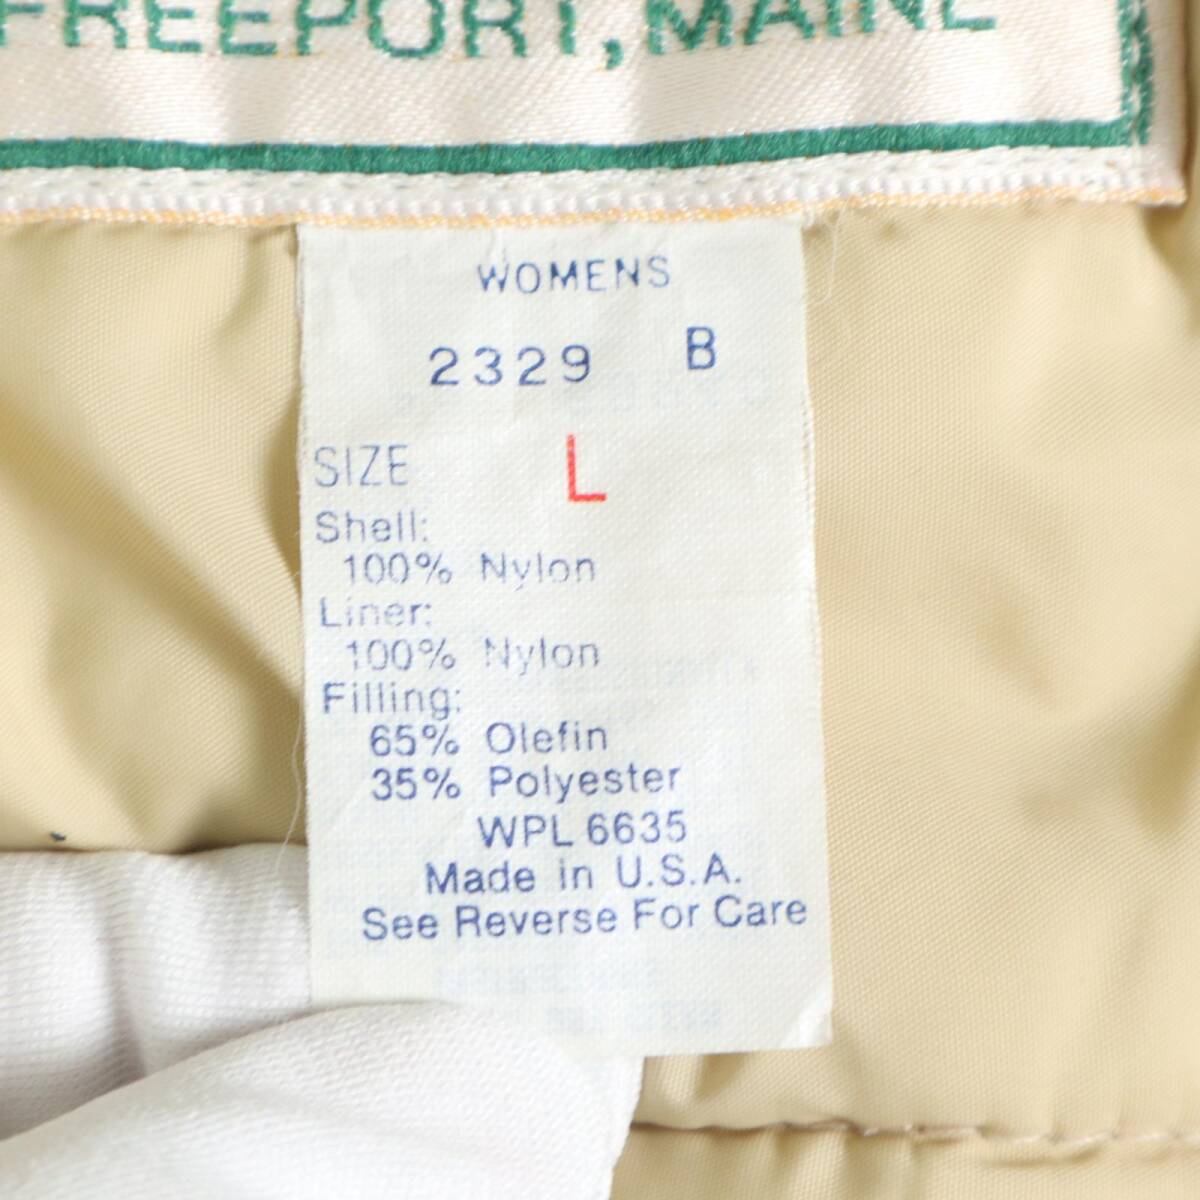 FREEPORT, MAINE
WOMENS
2329 B
SIZE L
Shell:
100% Nylon
Liner:
100% Nylon
Filling:
65% Olefin
35% Polyester
WPL 6635
Made in U.S.A.
See Reverse For Care